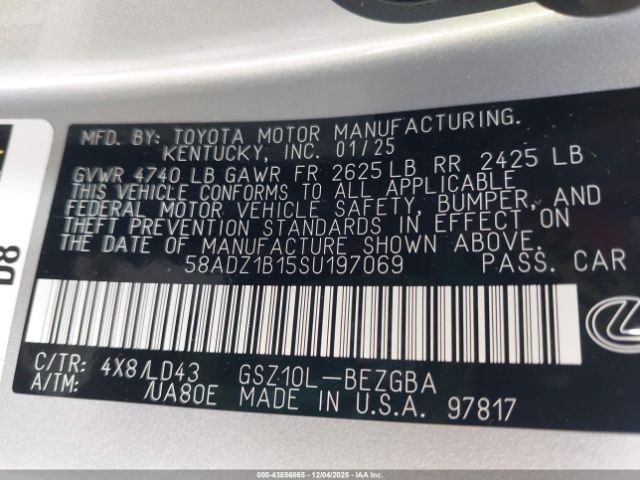 MFD. BY: TOYOTA MOTOR MANUFACTURING.
KENTUCKY, INC. 01/25
GVWR 4740 LB GAWR FR 2625 LB RR 2425 LB
THIS VEHICLE CONFORMS TO ALL APPLICABLE
FEDERAL MOTOR VEHICLE SAFETY, BUMPER, AND
THEFT PREVENTION STANDARDS IN EFFECT ON
THE DATE OF MANUFACTURE SHOWN ABOVE.
58ADZ1B15SU197069 PASS. CAR
C/TR: 4X8/LD43 GSZ10L-BEZGBA
A/TM: /UA80E MADE IN U.S.A. 97817
D8
000-43856865 - 12/04/2025 - IAAI.COM